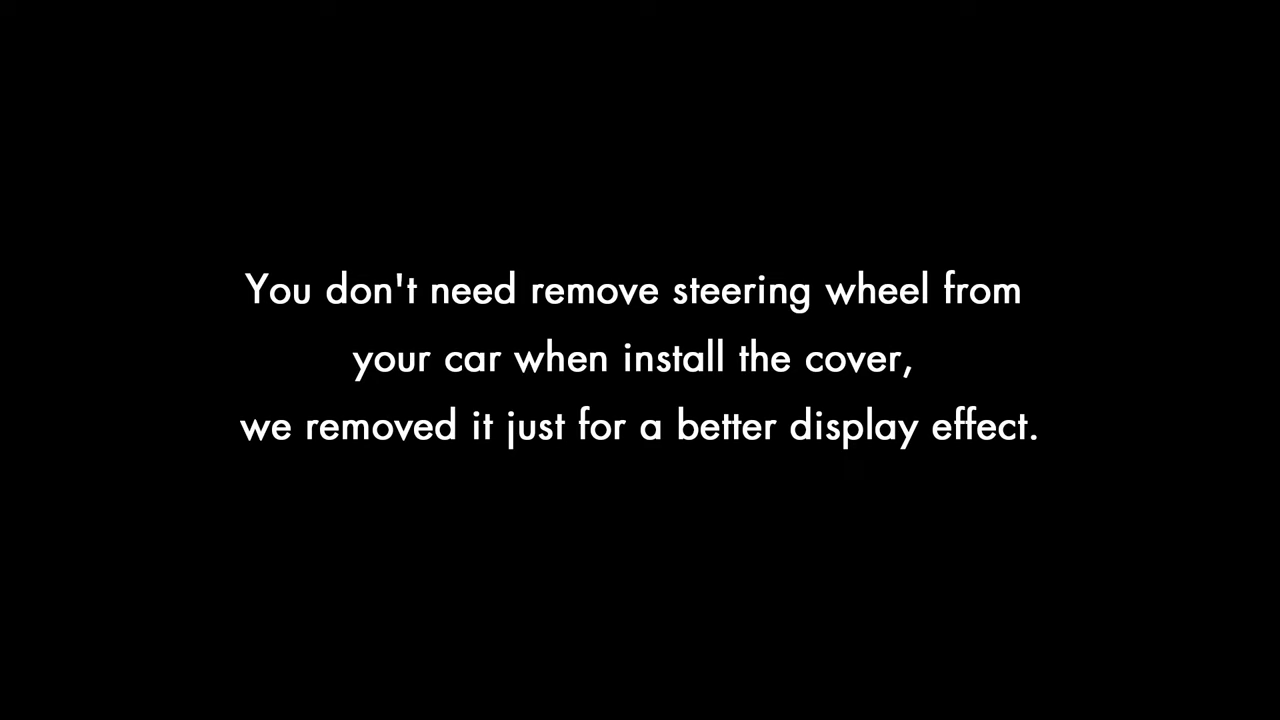 You don't need remove steering wheel from
your car when install the cover,
we removed it just for a better display effect.